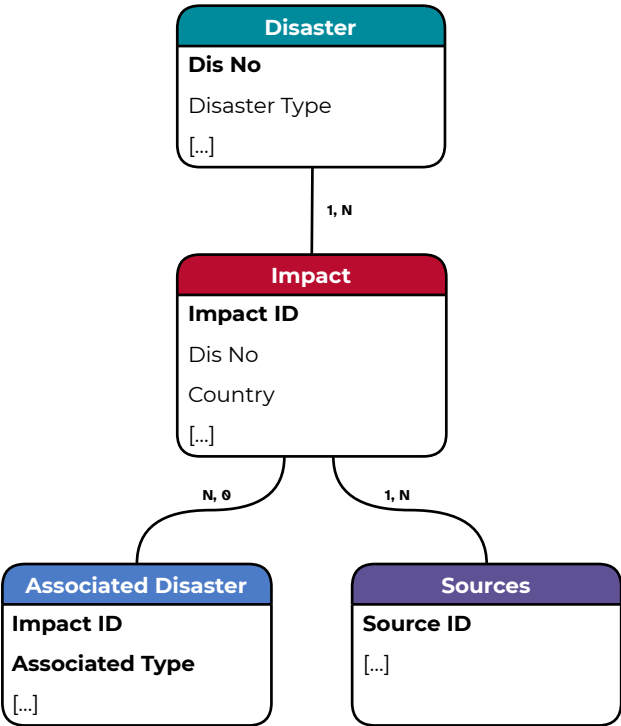 Disaster
Dis No
Disaster Type
[...]
1, N
Impact
Impact ID
Dis No
Country
[...]
N, 0
1, N
Associated Disaster
Impact ID
Associated Type
[...]
Sources
Source ID
[...]